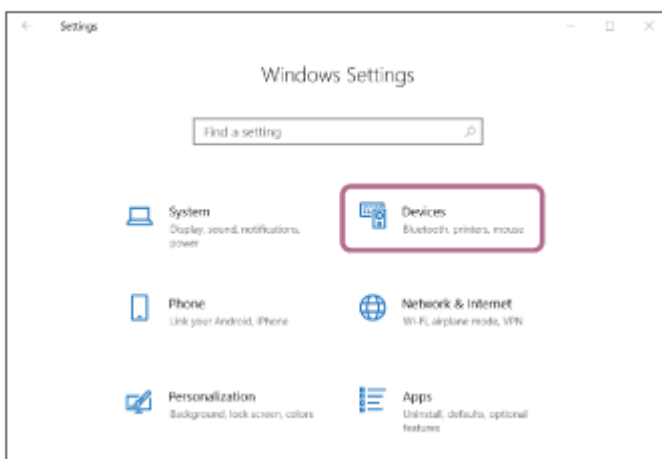 Settings
Windows Settings
Find a setting
System
Display, sound, notifications,
power
Devices
Bluetooth, printers, mouse
Phone
Link your Android, iPhone
Network & Internet
Wi-Fi, airplane mode, VPN
Personalization
Background, lock screen, colors
Apps
Uninstall, defaults, optional
features